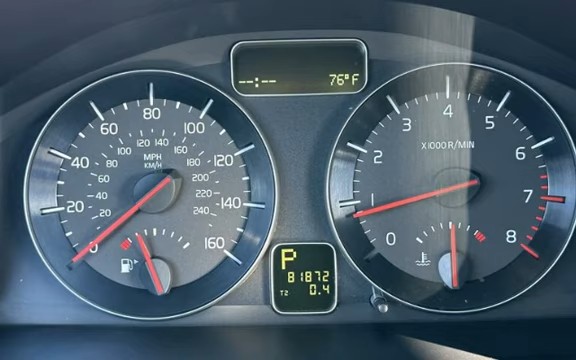 --:-- 76°F
0 20 40 60 80 100 120 140 160
20 40 60 80 100 120 140 160 180 200 220 240
MPH
KM/H
0 1 2 3 4 5 6 7 8
X1000R/MIN
P
81872
T2 0.4